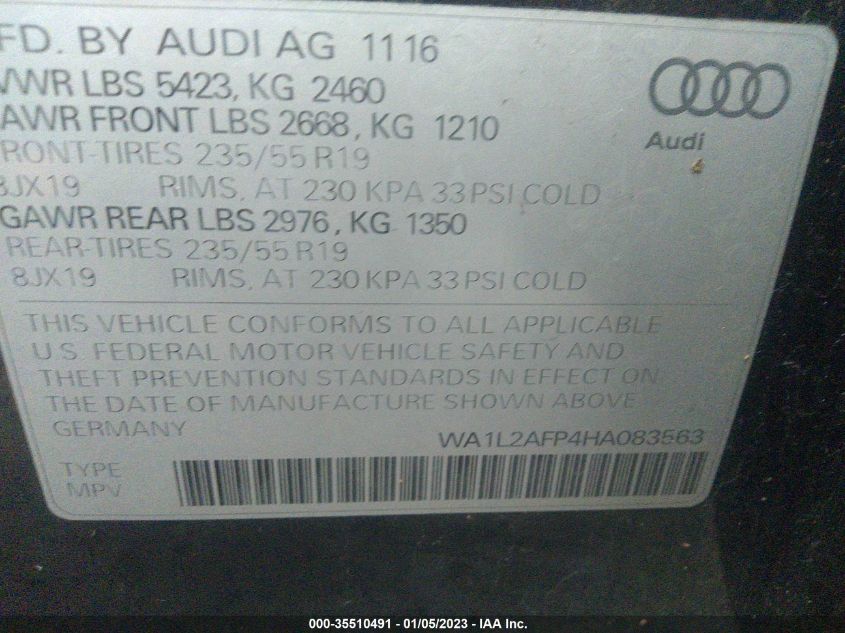 FD. BY AUDI AG 1116
VWR LBS 5423, KG 2460
AWR FRONT LBS 2668, KG 1210
RONT-TIRES 235/55 R19
8JX19 RIMS, AT 230 KPA 33 PSI COLD
GAWR REAR LBS 2976, KG 1350
REAR-TIRES 235/55 R19
8JX19 RIMS, AT 230 KPA 33 PSI COLD
Audi
THIS VEHICLE CONFORMS TO ALL APPLICABLE
U.S. FEDERAL MOTOR VEHICLE SAFETY AND
THEFT PREVENTION STANDARDS IN EFFECT ON
THE DATE OF MANUFACTURE SHOWN ABOVE
GERMANY WA1L2AFP4HA083563
TYPE
MPV
000-35510491 - 01/05/2023 - IAA Inc.